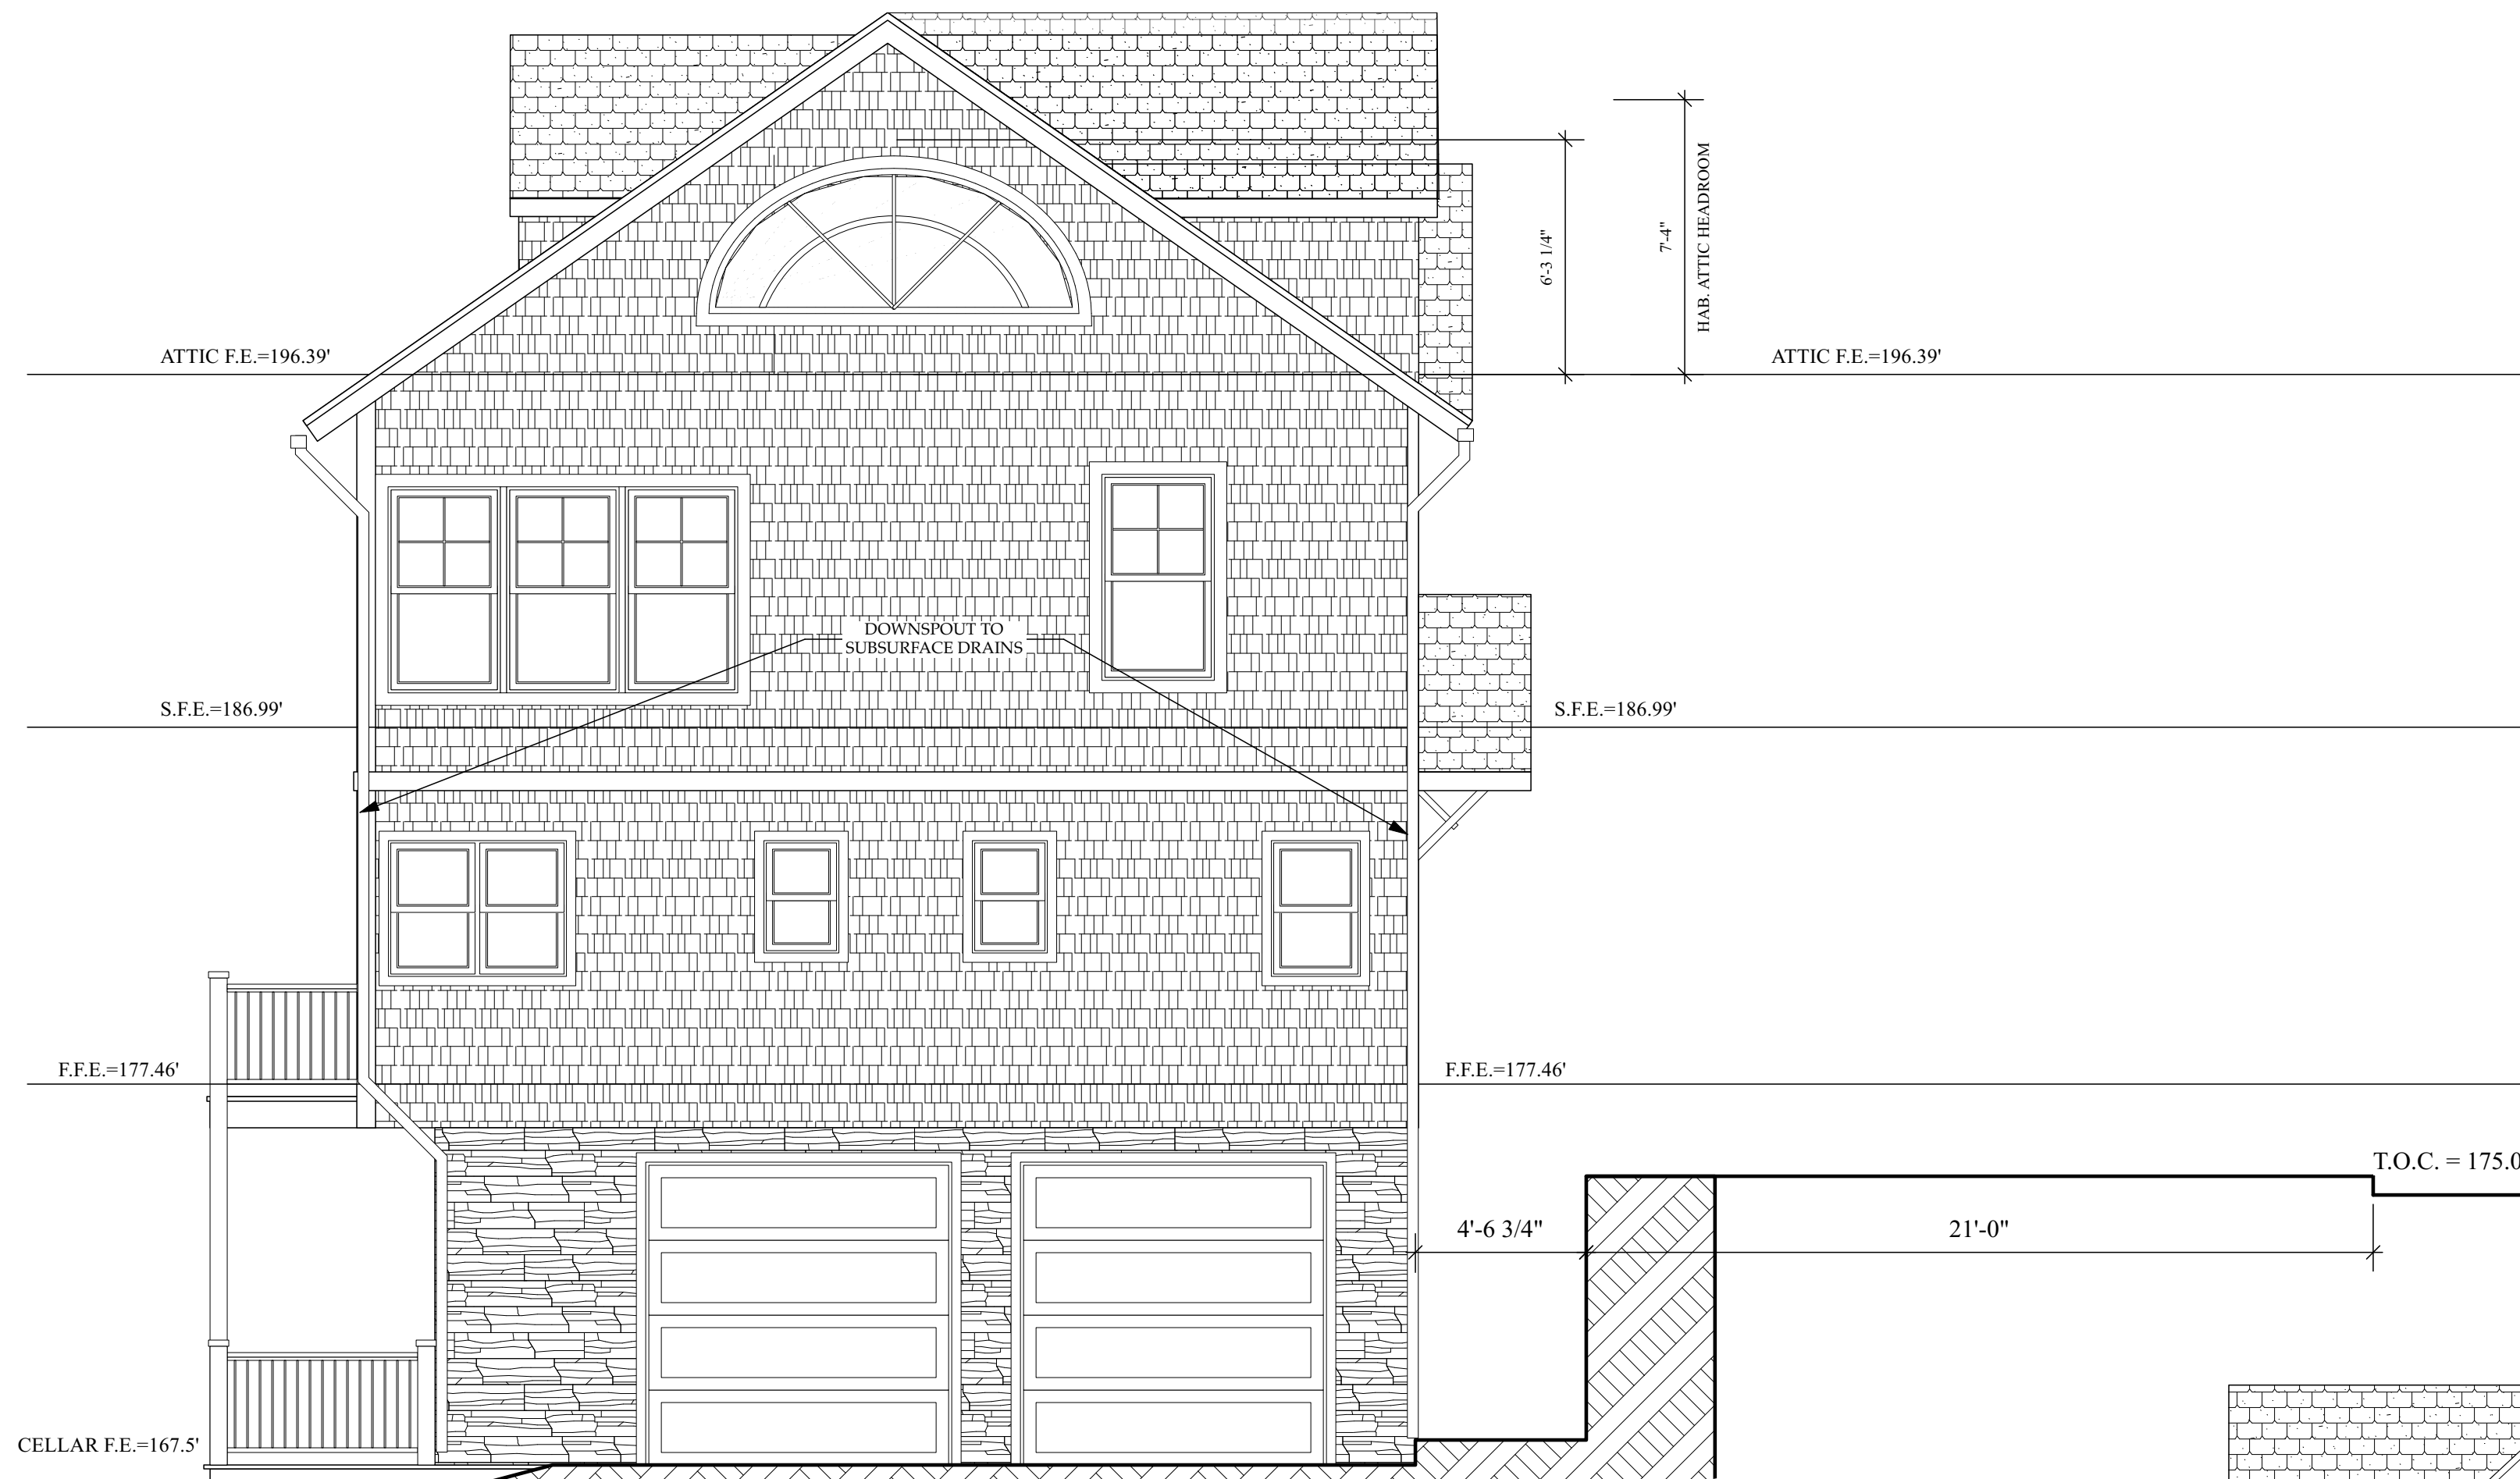 6'-3 1/4"
7'-4"
HAB. ATTIC HEADROOM
ATTIC F.E.=196.39'
ATTIC F.E.=196.39'
DOWNSPOUT TO
SUBSURFACE DRAINS
S.F.E.=186.99'
S.F.E.=186.99'
F.F.E.=177.46'
F.F.E.=177.46'
T.O.C. = 175.0
4'-6 3/4"
21'-0"
CELLAR F.E.=167.5'